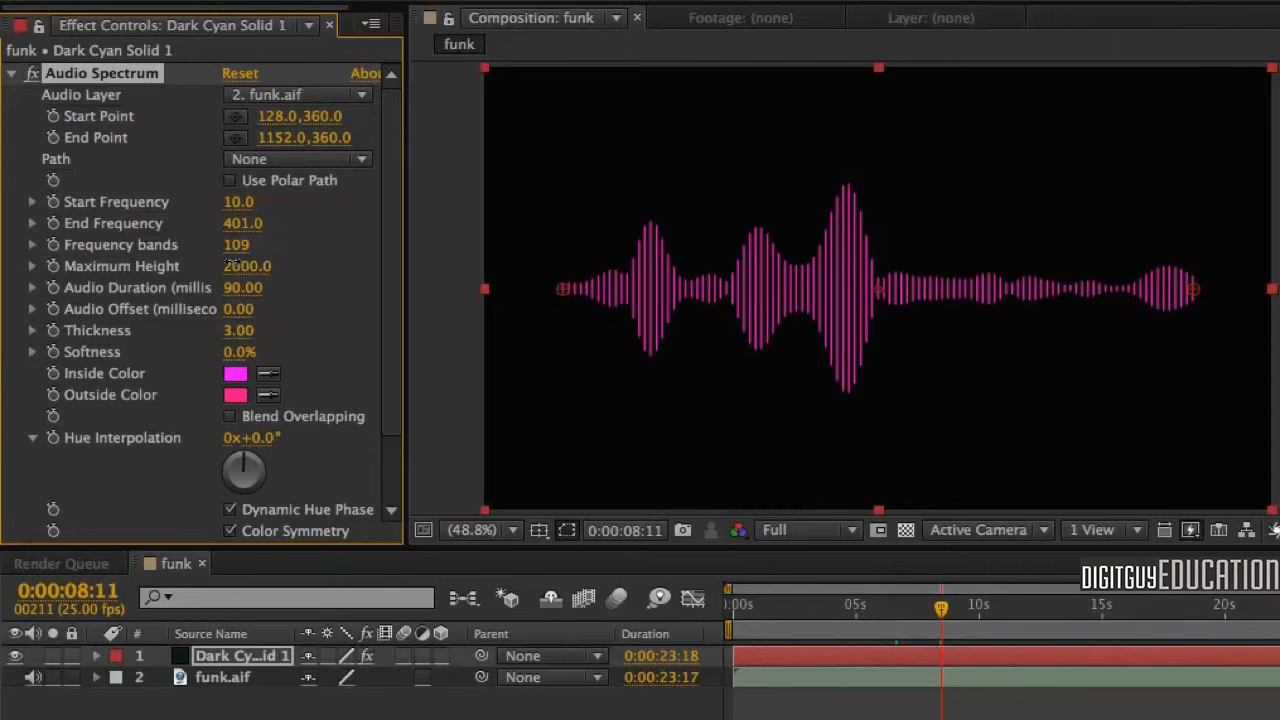 Effect Controls: Dark Cyan Solid 1
Composition: funk
Footage: (none)
Layer: (none)
funk • Dark Cyan Solid 1
funk
fx Audio Spectrum Reset Abou
Audio Layer 2. funk.aif
Start Point 128.0,360.0
End Point 1152.0,360.0
Path None
Use Polar Path
Start Frequency 10.0
End Frequency 401.0
Frequency bands 109
Maximum Height 2000.0
Audio Duration (millis 90.00
Audio Offset (milliseco 0.00
Thickness 3.00
Softness 0.0%
Inside Color
Outside Color
Blend Overlapping
Hue Interpolation 0x+0.0°
Dynamic Hue Phase
Color Symmetry
(48.8%) 0:00:08:11 Full Active Camera 1 View
Render Queue funk
DIGITGUYEDUCATION
0:00:08:11
00211 (25.00 fps)
0:00s 05s 10s 15s 20s
# Source Name fx Parent Duration
1 Dark Cy...id 1 fx None 0:00:23:18
2 funk.aif None 0:00:23:17